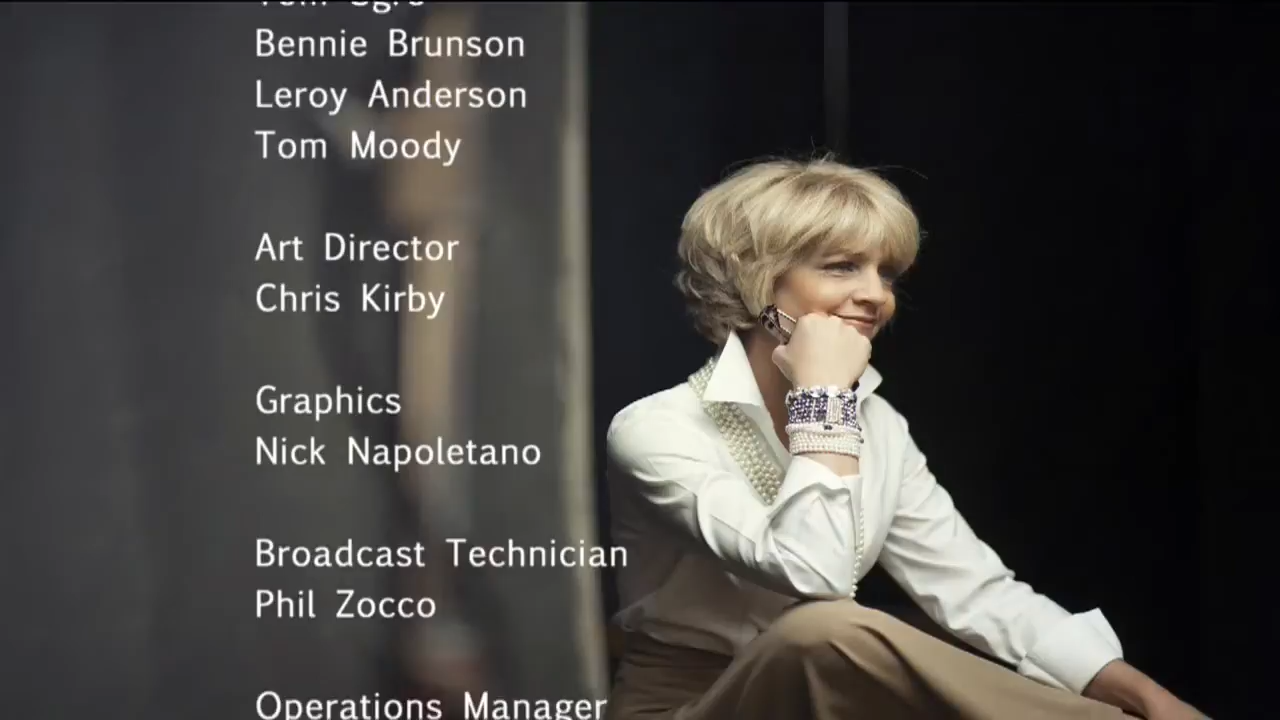 Bennie Brunson
Leroy Anderson
Tom Moody
Art Director
Chris Kirby
Graphics
Nick Napoletano
Broadcast Technician
Phil Zocco
Operations Manager